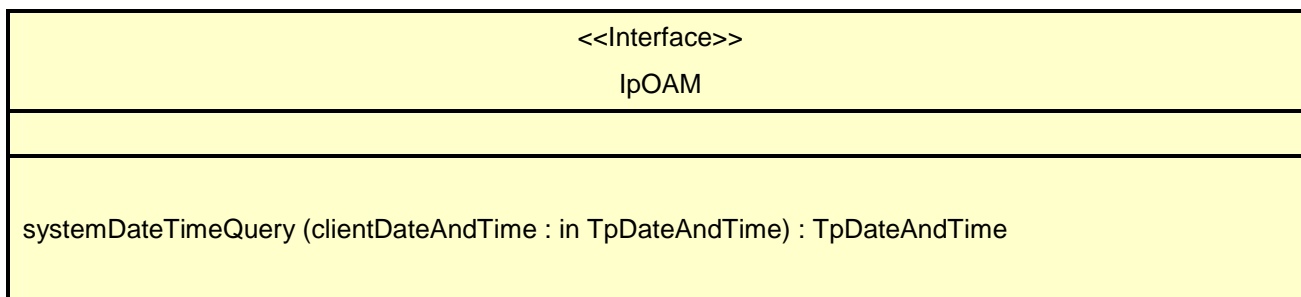 <<Interface>>
IpOAM
systemDateTimeQuery (clientDateAndTime : in TpDateAndTime) : TpDateAndTime